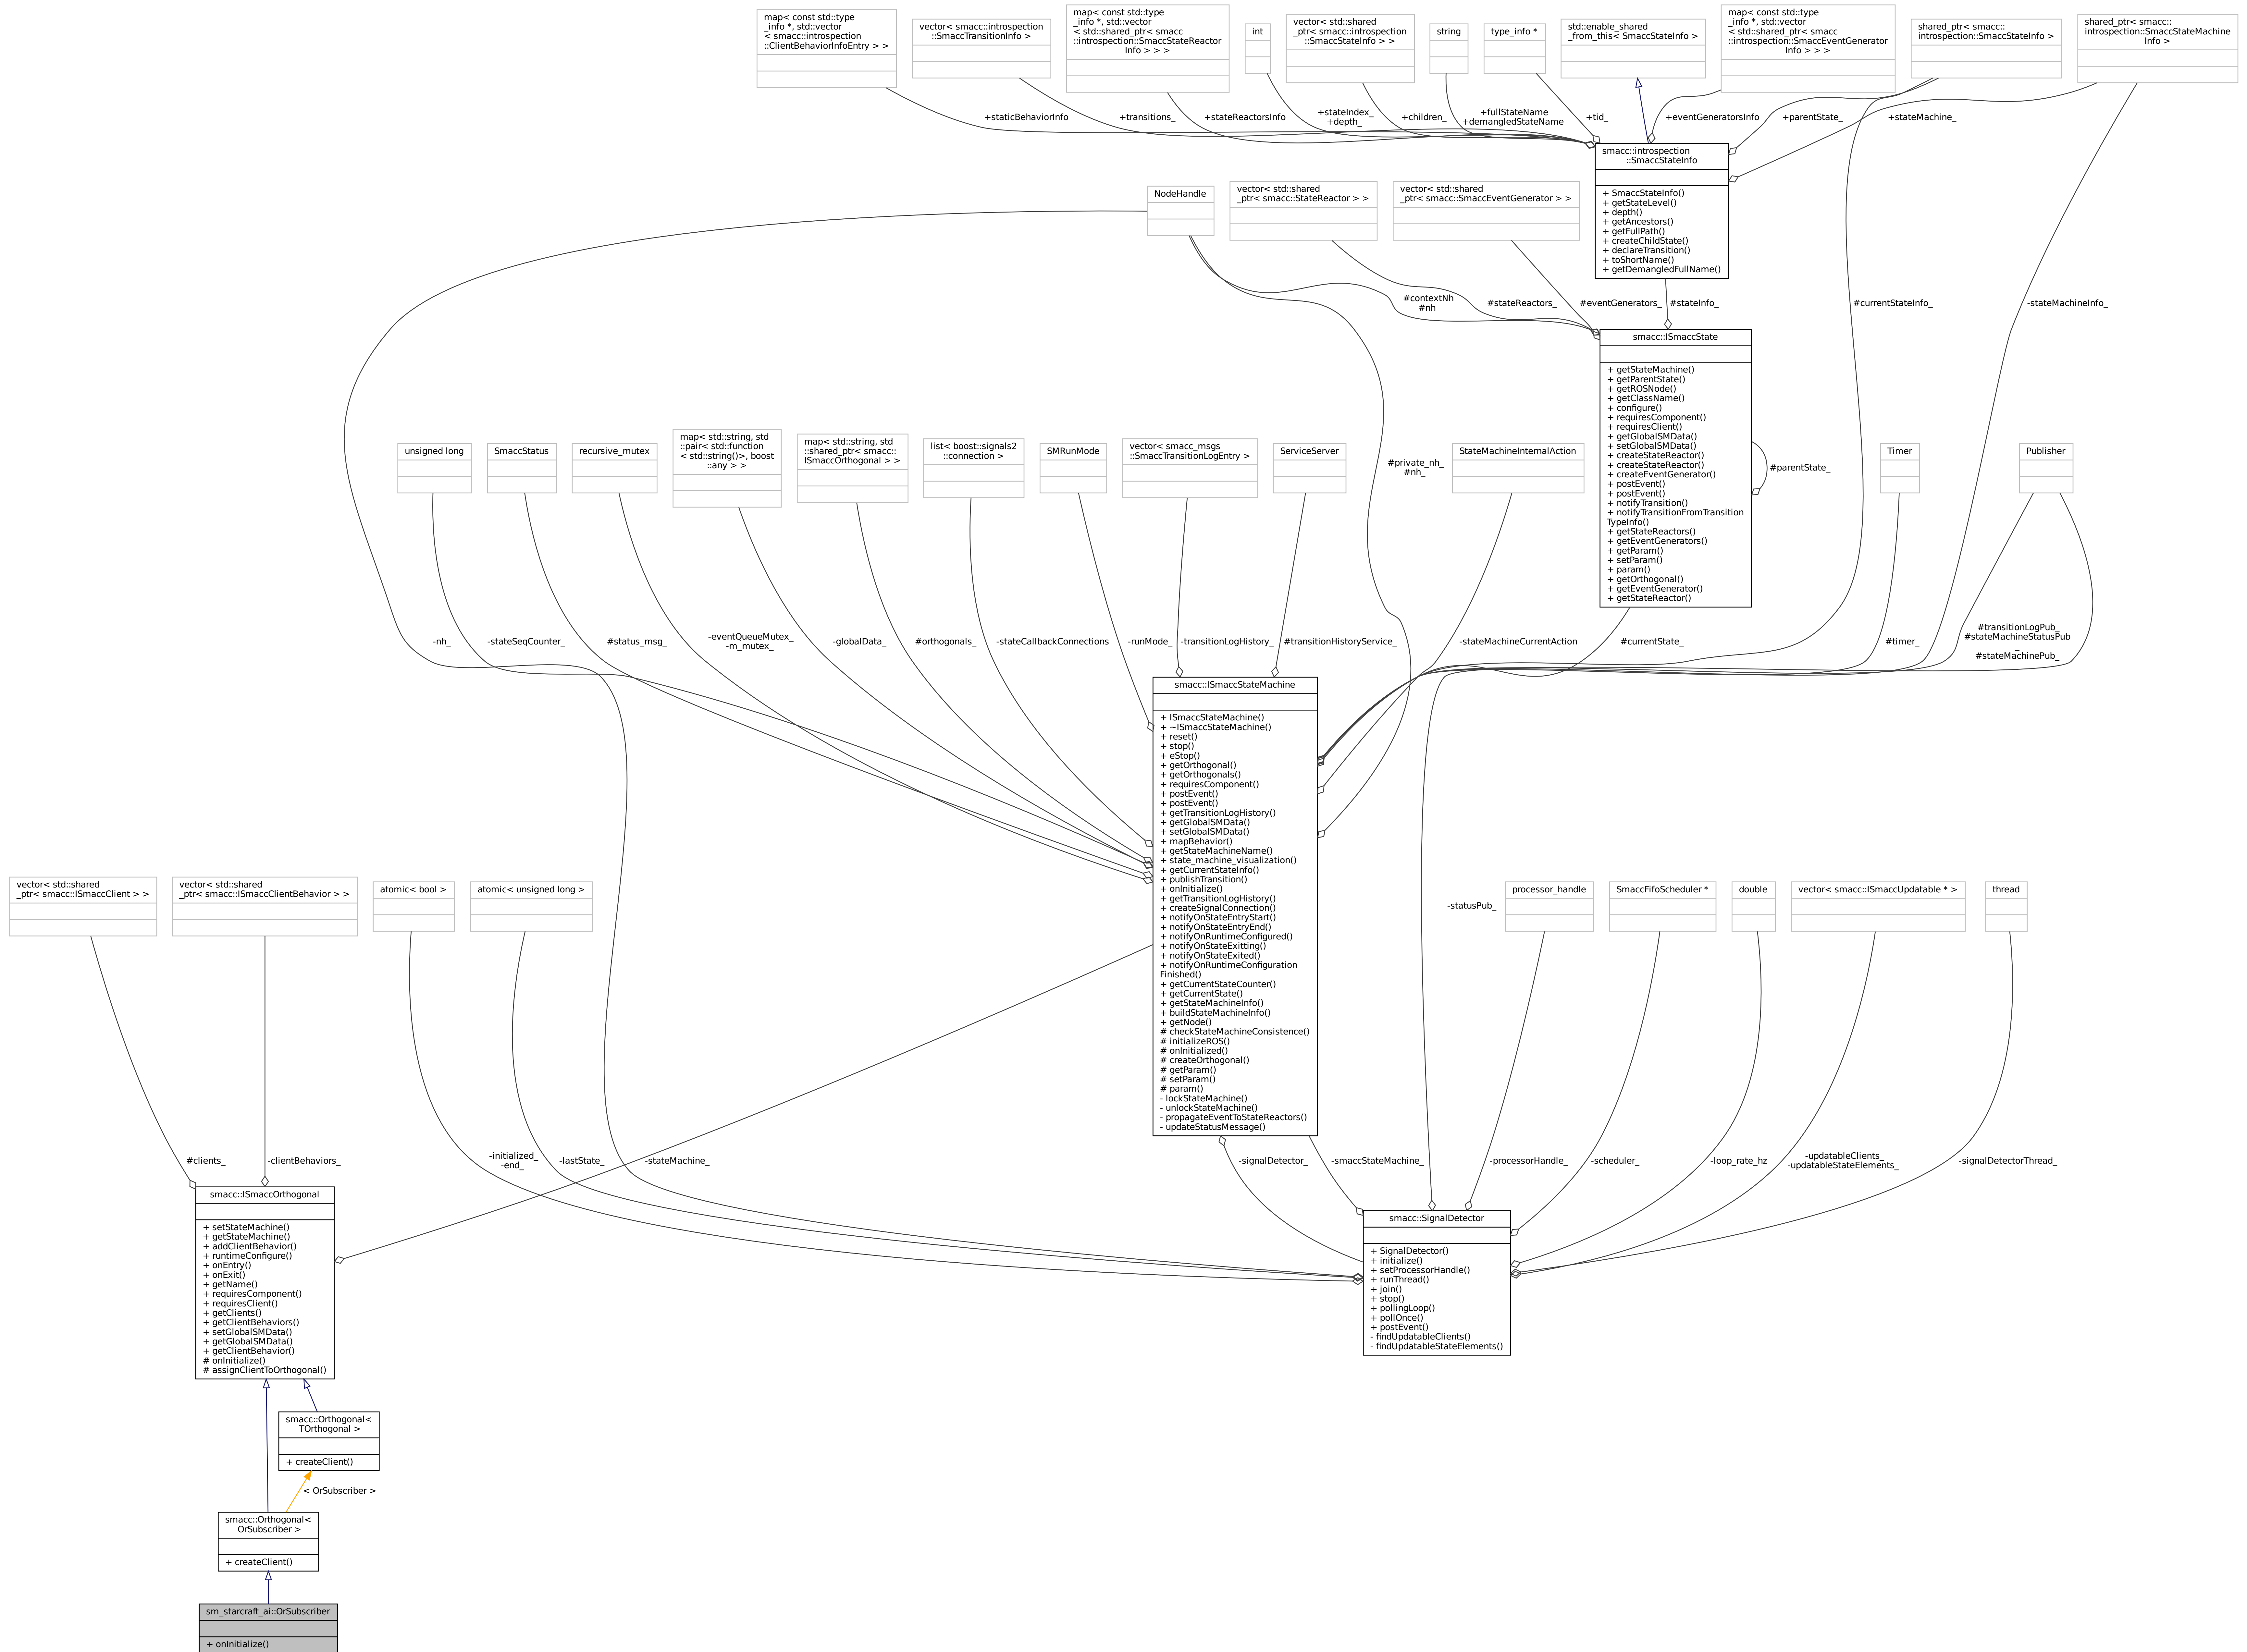 map< const std::type
_info *, std::vector
< smacc::introspection
::ClientBehaviorInfoEntry > >
vector< smacc::introspection
::SmaccTransitionInfo >
map< const std::type
_info *, std::vector
< std::shared_ptr< smacc
::introspection::SmaccStateReactor
Info > > >
int
vector< std::shared
_ptr< smacc::introspection
::SmaccStateInfo > >
string
type_info *
std::enable_shared
_from_this< SmaccStateInfo >
map< const std::type
_info *, std::vector
< std::shared_ptr< smacc
::introspection::SmaccEventGenerator
Info > > >
shared_ptr< smacc::
introspection::SmaccStateInfo >
shared_ptr< smacc::
introspection::SmaccStateMachine
Info >
+staticBehaviorInfo
+transitions_
+stateReactorsInfo
+stateIndex_
+depth_
+children_
+fullStateName
+demangledStateName
+tid_
+eventGeneratorsInfo
+parentState_
+stateMachine_
smacc::introspection
::SmaccStateInfo
+ SmaccStateInfo()
+ getStateLevel()
+ depth()
+ getAncestors()
+ getFullPath()
+ createChildState()
+ declareTransition()
+ toShortName()
+ getDemangledFullName()
NodeHandle
vector< std::shared
_ptr< smacc::StateReactor > >
vector< std::shared
_ptr< smacc::SmaccEventGenerator > >
#contextNh
#nh
#stateReactors_
#eventGenerators_
#stateInfo_
#currentStateInfo_
-stateMachineInfo_
smacc::ISmaccState
+ getStateMachine()
+ getParentState()
+ getROSNode()
+ getClassName()
+ configure()
+ requiresComponent()
+ requiresClient()
+ getGlobalSMData()
+ setGlobalSMData()
+ createStateReactor()
+ createStateReactor()
+ createEventGenerator()
+ postEvent()
+ postEvent()
+ notifyTransition()
+ notifyTransitionFromTransition
TypeInfo()
+ getStateReactors()
+ getEventGenerators()
+ getParam()
+ setParam()
+ param()
+ getOrthogonal()
+ getEventGenerator()
+ getStateReactor()
#parentState_
unsigned long
SmaccStatus
recursive_mutex
map< std::string, std
::pair< std::function
< std::string()>, boost
::any > >
map< std::string, std
::shared_ptr< smacc::
ISmaccOrthogonal > >
list< boost::signals2
::connection >
SMRunMode
vector< smacc_msgs
::SmaccTransitionLogEntry >
ServiceServer
#private_nh_
#nh_
StateMachineInternalAction
Timer
Publisher
-nh_
-stateSeqCounter_
#status_msg_
-eventQueueMutex_
-m_mutex_
-globalData_
#orthogonals_
-stateCallbackConnections
-runMode_
-transitionLogHistory_
#transitionHistoryService_
-stateMachineCurrentAction
#currentState_
#timer_
#transitionLogPub_
#stateMachineStatusPub
_
#stateMachinePub_
smacc::ISmaccStateMachine
+ ISmaccStateMachine()
+ ~ISmaccStateMachine()
+ reset()
+ stop()
+ eStop()
+ getOrthogonal()
+ getOrthogonals()
+ requiresComponent()
+ postEvent()
+ postEvent()
+ getTransitionLogHistory()
+ getGlobalSMData()
+ setGlobalSMData()
+ mapBehavior()
+ getStateMachineName()
+ state_machine_visualization()
+ getCurrentStateInfo()
+ publishTransition()
+ onInitialize()
+ getTransitionLogHistory()
+ createSignalConnection()
+ notifyOnStateEntryStart()
+ notifyOnStateEntryEnd()
+ notifyOnRuntimeConfigured()
+ notifyOnStateExitting()
+ notifyOnStateExited()
+ notifyOnRuntimeConfiguration
Finished()
+ getCurrentStateCounter()
+ getCurrentState()
+ getStateMachineInfo()
+ buildStateMachineInfo()
+ getNode()
# checkStateMachineConsistence()
# initializeROS()
# onInitialized()
# createOrthogonal()
# getParam()
# setParam()
# param()
- lockStateMachine()
- unlockStateMachine()
- propagateEventToStateReactors()
- updateStatusMessage()
vector< std::shared
_ptr< smacc::ISmaccClient > >
vector< std::shared
_ptr< smacc::ISmaccClientBehavior > >
atomic< bool >
atomic< unsigned long >
-statusPub_
processor_handle
SmaccFifoScheduler *
double
vector< smacc::ISmaccUpdatable * >
thread
#clients_
-clientBehaviors_
-initialized_
-end_
-lastState_
-stateMachine_
-signalDetector_
-smaccStateMachine_
-processorHandle_
-scheduler_
-loop_rate_hz
-updatableClients_
-updatableStateElements_
-signalDetectorThread_
smacc::ISmaccOrthogonal
+ setStateMachine()
+ getStateMachine()
+ addClientBehavior()
+ runtimeConfigure()
+ onEntry()
+ onExit()
+ getName()
+ requiresComponent()
+ requiresClient()
+ getClients()
+ getClientBehaviors()
+ setGlobalSMData()
+ getGlobalSMData()
+ getClientBehavior()
# onInitialize()
# assignClientToOrthogonal()
smacc::SignalDetector
+ SignalDetector()
+ initialize()
+ setProcessorHandle()
+ runThread()
+ join()
+ stop()
+ pollingLoop()
+ pollOnce()
+ postEvent()
- findUpdatableClients()
- findUpdatableStateElements()
smacc::Orthogonal<
TOrthogonal >
+ createClient()
< OrSubscriber >
smacc::Orthogonal<
OrSubscriber >
+ createClient()
sm_starcraft_ai::OrSubscriber
+ onInitialize()